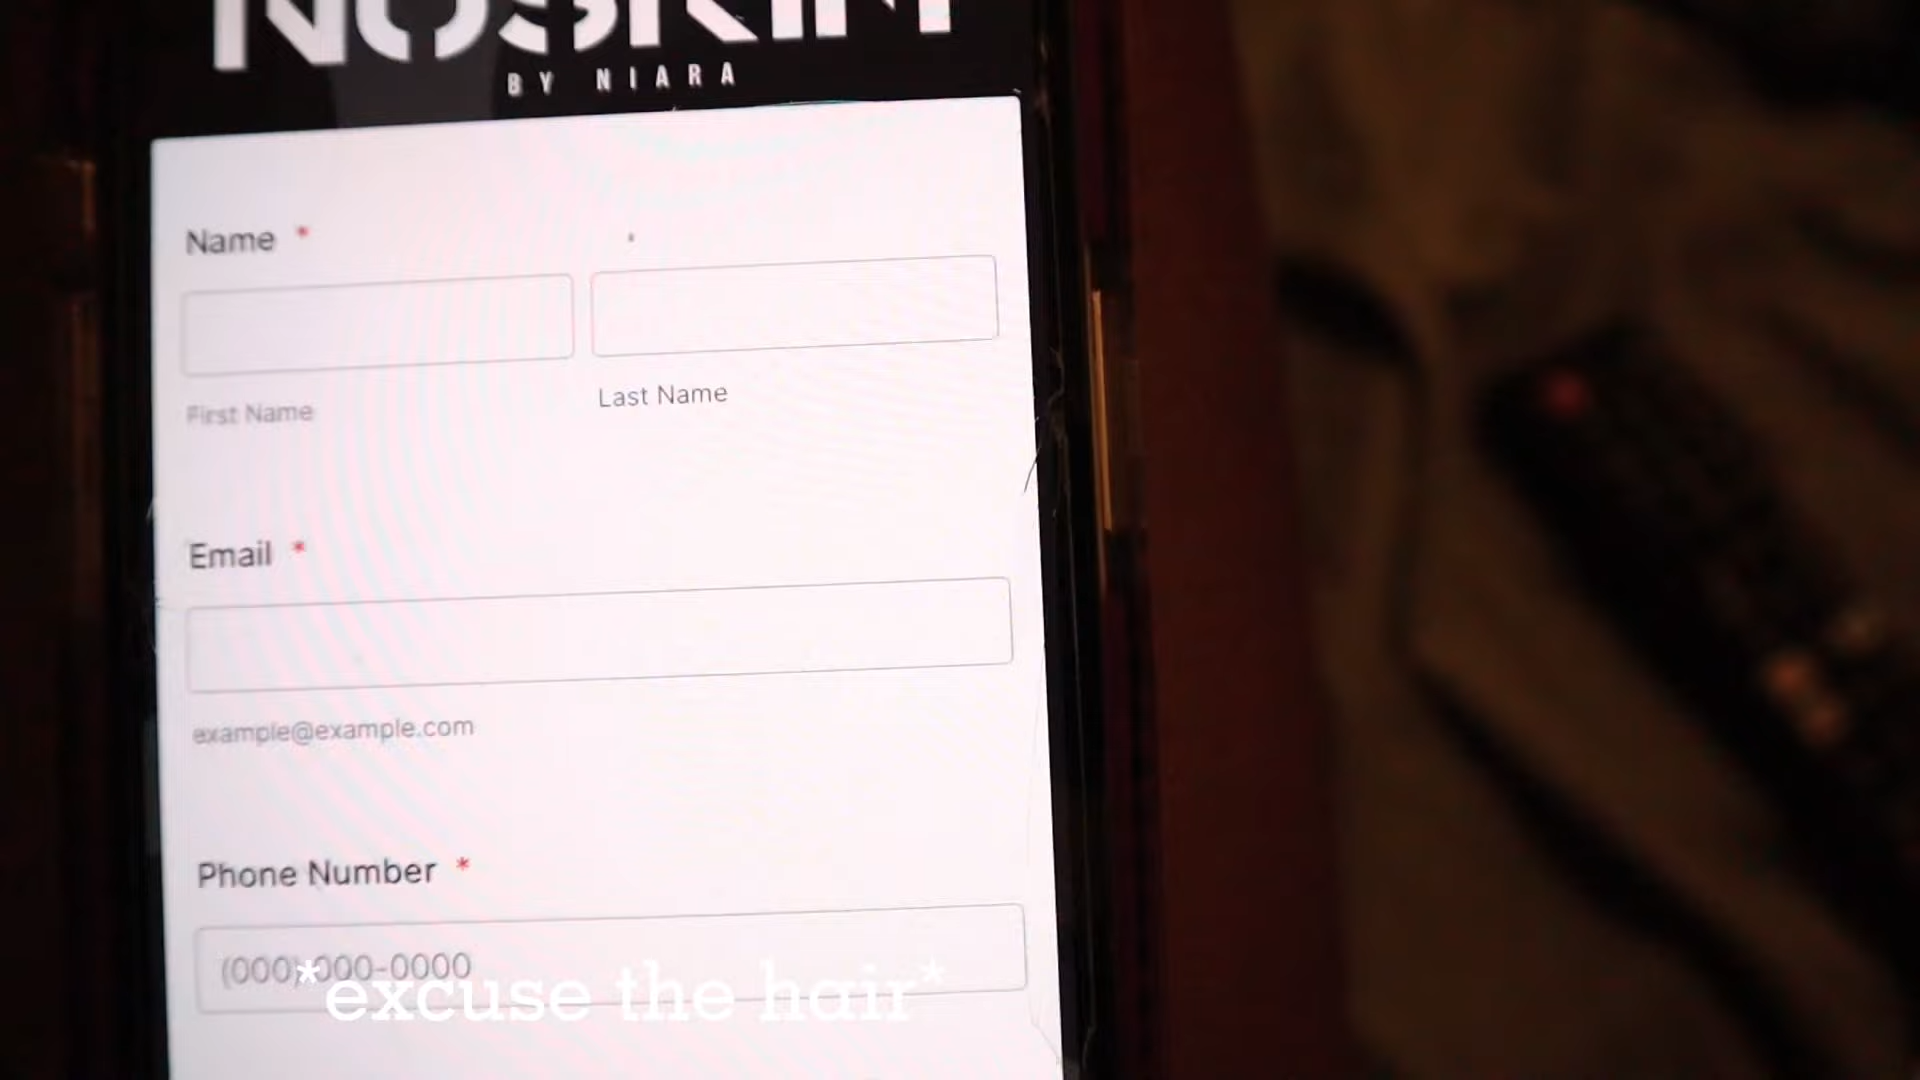 NOSKIM
BY NIARA
Name *
First Name
Last Name
Email *
example@example.com
Phone Number *
(000) 000-0000
*excuse the hair*